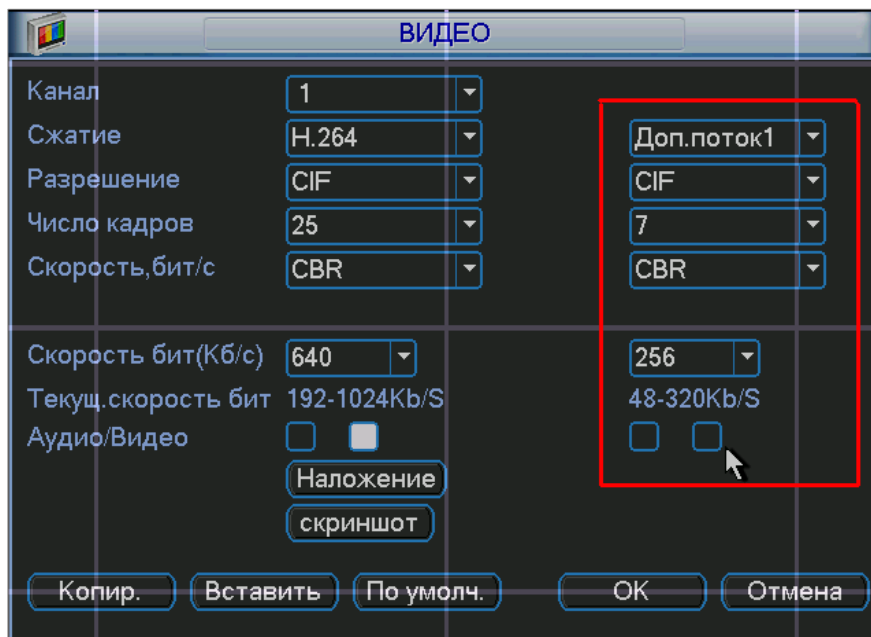 ВИДЕО
Канал 1
Сжатие H.264 Доп.поток1
Разрешение CIF CIF
Число кадров 25 7
Скорость,бит/с CBR CBR
Скорость бит(Кб/с) 640 256
Текущ.скорость бит 192-1024Kb/S 48-320Kb/S
Аудио/Видео
Наложение
скриншот
Копир. Вставить По умолч. OK Отмена